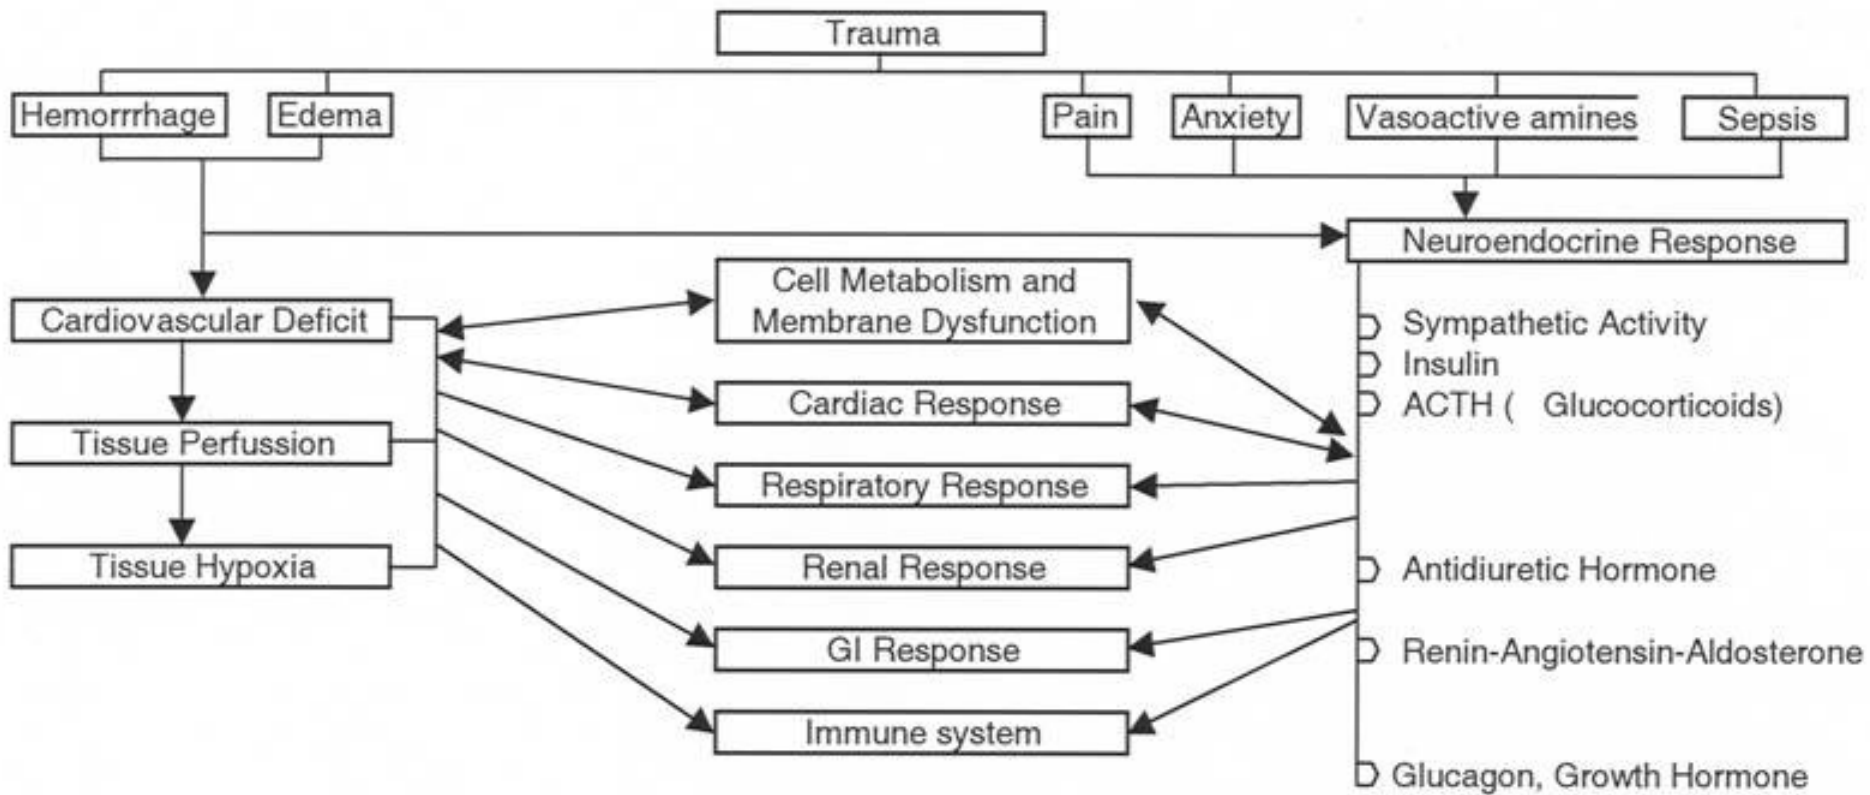 Trauma
Hemorrrhage
Edema
Pain
Anxiety
Vasoactive amines
Sepsis
Neuroendocrine Response
Cell Metabolism and
Membrane Dysfunction
Cardiovascular Deficit
Sympathetic Activity
Insulin
Cardiac Response
ACTH ( Glucocorticoids)
Tissue Perfussion
Respiratory Response
Tissue Hypoxia
Renal Response
Antidiuretic Hormone
GI Response
Renin-Angiotensin-Aldosterone
Immune system
Glucagon, Growth Hormone